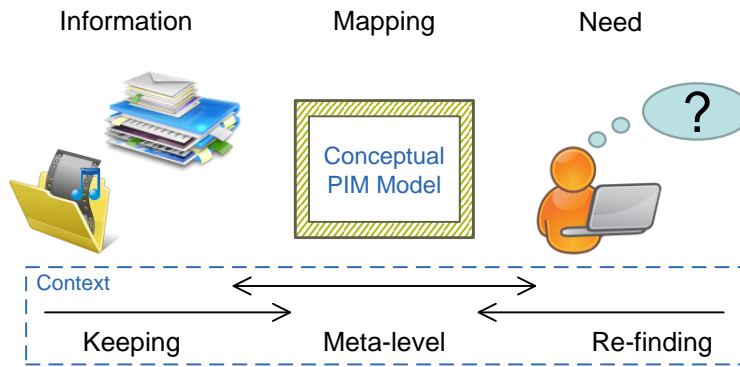 Information
Mapping
Need
?
Conceptual
PIM Model
Context
Keeping
Meta-level
Re-finding